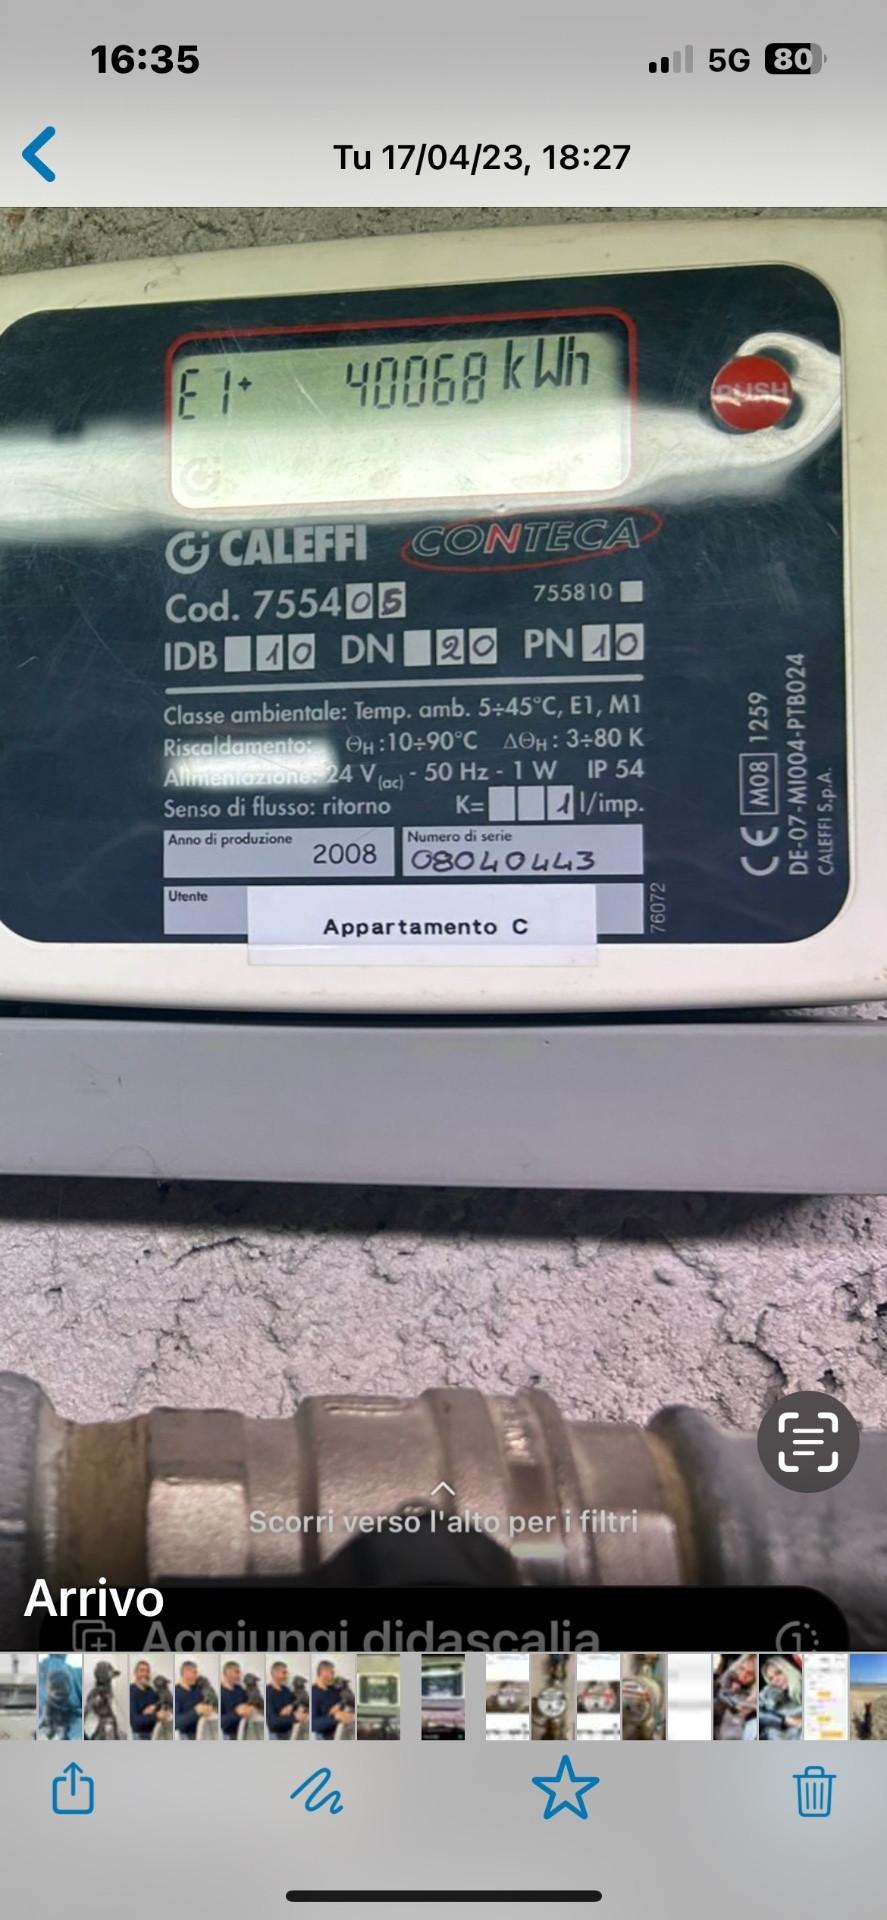 16:35
5G 80
Tu 17/04/23, 18:27
E1+ 40068 kWh
PUSH
CALEFFI CONTECA
Cod. 755405 755810
IDB 10 DN 20 PN 10
Classe ambientale: Temp. amb. 5÷45°C, E1, M1
Riscaldamento: ΘH:10÷90°C ΔΘH: 3÷80 K
Alimentazione: 24 V(ac) - 50 Hz - 1 W IP 54
Senso di flusso: ritorno K= 1 l/imp.
Anno di produzione
2008
Numero di serie
08040443
Utente
Appartamento C
76072
CE M08 1259
DE-07-MI004-PTB024
CALEFFI S.p.A.
Scorri verso l'alto per i filtri
Arrivo
Aggiungi didascalia